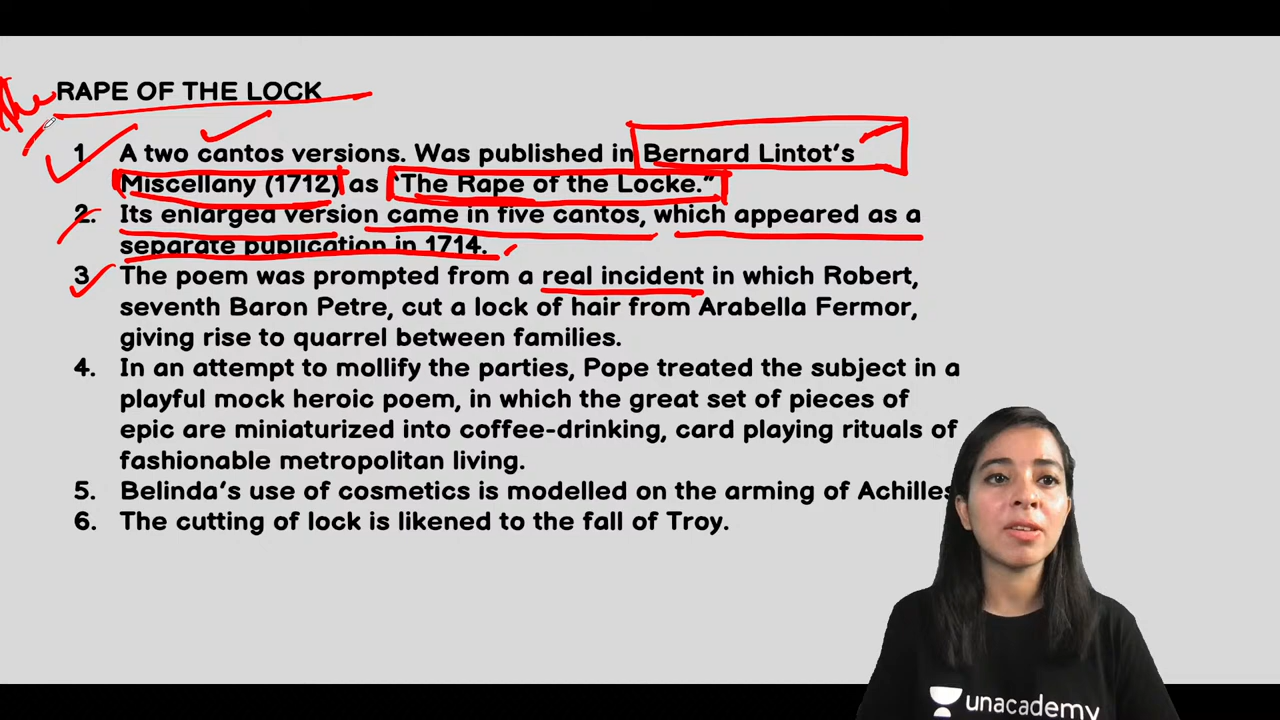 The
RAPE OF THE LOCK
1 A two cantos versions. Was published in Bernard Lintot's
Miscellany (1712) as "The Rape of the Locke."
2. Its enlarged version came in five cantos, which appeared as a
separate publication in 1714.
3 The poem was prompted from a real incident in which Robert,
seventh Baron Petre, cut a lock of hair from Arabella Fermor,
giving rise to quarrel between families.
4. In an attempt to mollify the parties, Pope treated the subject in a
playful mock heroic poem, in which the great set of pieces of
epic are miniaturized into coffee-drinking, card playing rituals of
fashionable metropolitan living.
5. Belinda's use of cosmetics is modelled on the arming of Achilles
6. The cutting of lock is likened to the fall of Troy.
unacademy